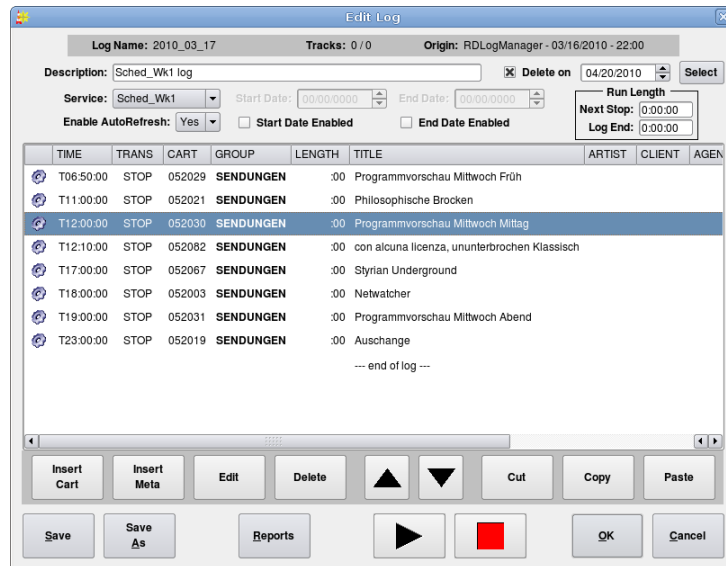 Edit Log
Log Name: 2010_03_17 Tracks: 0 / 0 Origin: RDLogManager - 03/16/2010 - 22:00
Description: Sched_Wk1 log Delete on 04/20/2010 Select
Service: Sched_Wk1 Start Date: 00/00/0000 End Date: 00/00/0000 Run Length
Next Stop: 0:00:00
Enable AutoRefresh: Yes Start Date Enabled End Date Enabled Log End: 0:00:00
TIME TRANS CART GROUP LENGTH TITLE ARTIST CLIENT AGEN
T06:50:00 STOP 052029 SENDUNGEN :00 Programmvorschau Mittwoch Früh
T11:00:00 STOP 052021 SENDUNGEN :00 Philosophische Brocken
T12:00:00 STOP 052030 SENDUNGEN :00 Programmvorschau Mittwoch Mittag
T12:10:00 STOP 052082 SENDUNGEN :00 con alcuna licenza, ununterbrochen Klassisch
T17:00:00 STOP 052067 SENDUNGEN :00 Styrian Underground
T18:00:00 STOP 052003 SENDUNGEN :00 Netwatcher
T19:00:00 STOP 052031 SENDUNGEN :00 Programmvorschau Mittwoch Abend
T23:00:00 STOP 052019 SENDUNGEN :00 Auschange
--- end of log ---
Insert Cart Insert Meta Edit Delete Cut Copy Paste
Save Save As Reports OK Cancel